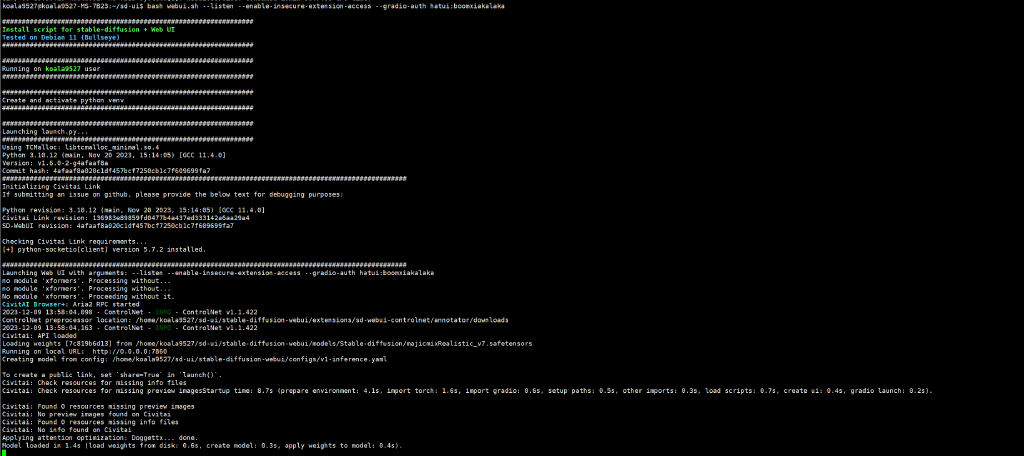 koala9527@koala9527-MS-7B23:~/sd-ui$ bash webui.sh --listen --enable-insecure-extension-access --gradio-auth hatui:boomxiakalaka
################################################################
Install script for stable-diffusion + Web UI
Tested on Debian 11 (Bullseye)
################################################################
################################################################
Running on koala9527 user
################################################################
################################################################
Create and activate python venv
################################################################
################################################################
Launching launch.py...
################################################################
Using TCMalloc: libtcmalloc_minimal.so.4
Python 3.10.12 (main, Nov 20 2023, 15:14:05) [GCC 11.4.0]
Version: v1.6.0-2-g4afaaf8a
Commit hash: 4afaaf8a020c1df457bcf7250cb1c7f609699fa7
#######################################################################################################
Initializing Civitai Link
If submitting an issue on github, please provide the below text for debugging purposes:
Python revision: 3.10.12 (main, Nov 20 2023, 15:14:05) [GCC 11.4.0]
Civitai Link revision: 136983e89859fd0477b4a437ed333142a6aa29a4
SD-WebUI revision: 4afaaf8a020c1df457bcf7250cb1c7f609699fa7
Checking Civitai Link requirements...
[+] python-socketio[client] version 5.7.2 installed.
#######################################################################################################
Launching Web UI with arguments: --listen --enable-insecure-extension-access --gradio-auth hatui:boomxiakalaka
no module 'xformers'. Processing without...
no module 'xformers'. Processing without...
No module 'xformers'. Proceeding without it.
CivitAI Browser+: Aria2 RPC started
2023-12-09 13:58:04,098 - ControlNet - INFO - ControlNet v1.1.422
ControlNet preprocessor location: /home/koala9527/sd-ui/stable-diffusion-webui/extensions/sd-webui-controlnet/annotator/downloads
2023-12-09 13:58:04,163 - ControlNet - INFO - ControlNet v1.1.422
Civitai: API loaded
Loading weights [7c819b6d13] from /home/koala9527/sd-ui/stable-diffusion-webui/models/Stable-diffusion/majicmixRealistic_v7.safetensors
Running on local URL:  http://0.0.0.0:7860
Creating model from config: /home/koala9527/sd-ui/stable-diffusion-webui/configs/v1-inference.yaml
To create a public link, set `share=True` in `launch()`.
Civitai: Check resources for missing info files
Civitai: Check resources for missing preview imagesStartup time: 8.7s (prepare environment: 4.1s, import torch: 1.6s, import gradio: 0.6s, setup paths: 0.5s, other imports: 0.3s, load scripts: 0.7s, create ui: 0.4s, gradio launch: 0.2s).
Civitai: Found 0 resources missing preview images
Civitai: No preview images found on Civitai
Civitai: Found 0 resources missing info files
Civitai: No info found on Civitai
Applying attention optimization: Doggettx... done.
Model loaded in 1.4s (load weights from disk: 0.6s, create model: 0.3s, apply weights to model: 0.4s).